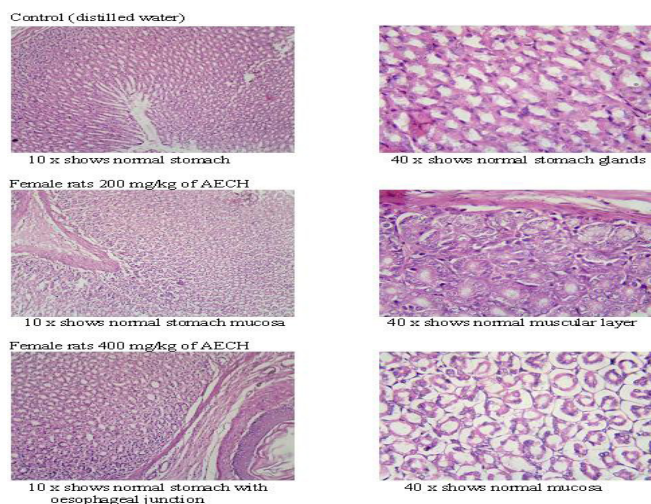 Control (distilled water)
10 x shows normal stomach
40 x shows normal stomach glands
Female rats 200 mg/kg of AECH
10 x shows normal stomach mucosa
40 x shows normal muscular layer
Female rats 400 mg/kg of AECH
10 x shows normal stomach with
oesophageal junction
40 x shows normal mucosa